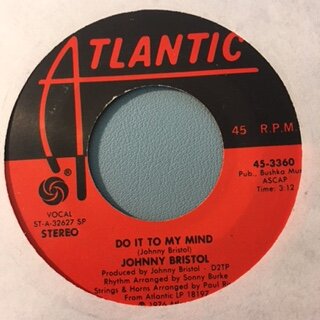 ATLANTIC
45 R.P.M
45-3360
Pub., Bushka
ASCAP
Time: 3:12
VOCAL
ST-A-32627 SP
STEREO
DO IT TO MY MIND
(Johnny Bristol)
JOHNNY BRISTOL
Produced by Johnny Bristol - D2TP
Rhythm Arranged by Sonny Burke
Strings & Horns Arranged by Paul
From Atlantic LP 18197
1976